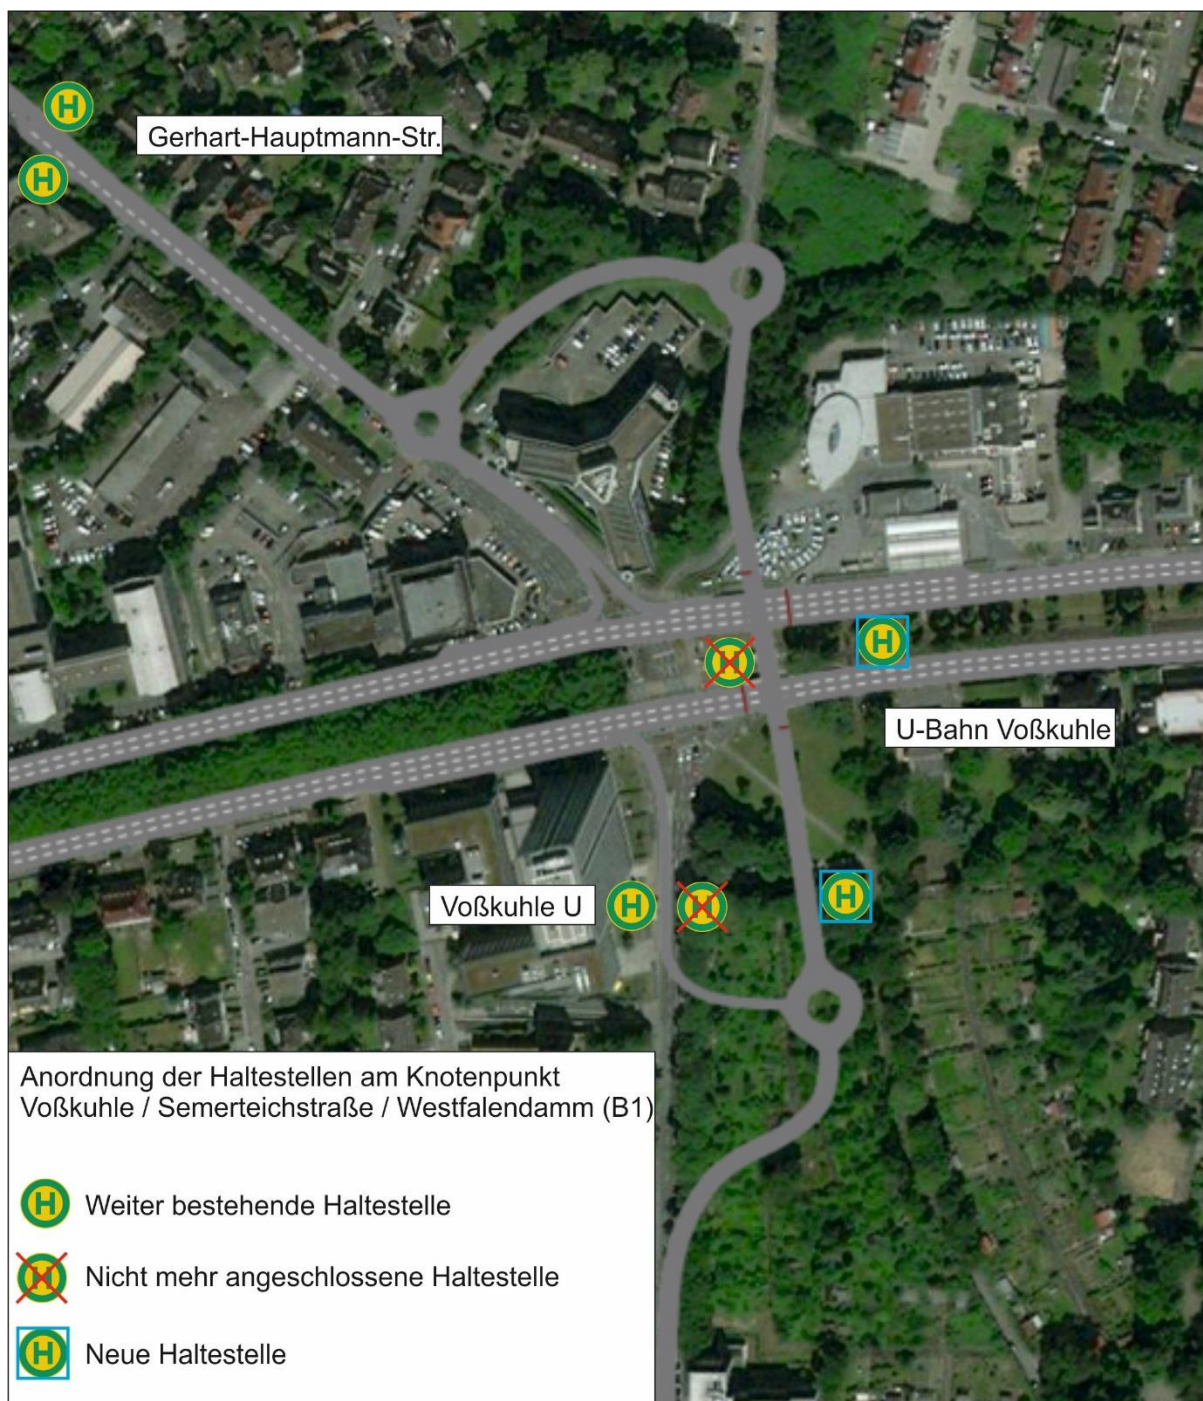 H
Gerhart-Hauptmann-Str.
H
H
H
U-Bahn Voßkuhle
Voßkuhle U
H
H
H
Anordnung der Haltestellen am Knotenpunkt
Voßkuhle / Semerteichstraße / Westfalendamm (B1)
H Weiter bestehende Haltestelle
H Nicht mehr angeschlossene Haltestelle
H Neue Haltestelle